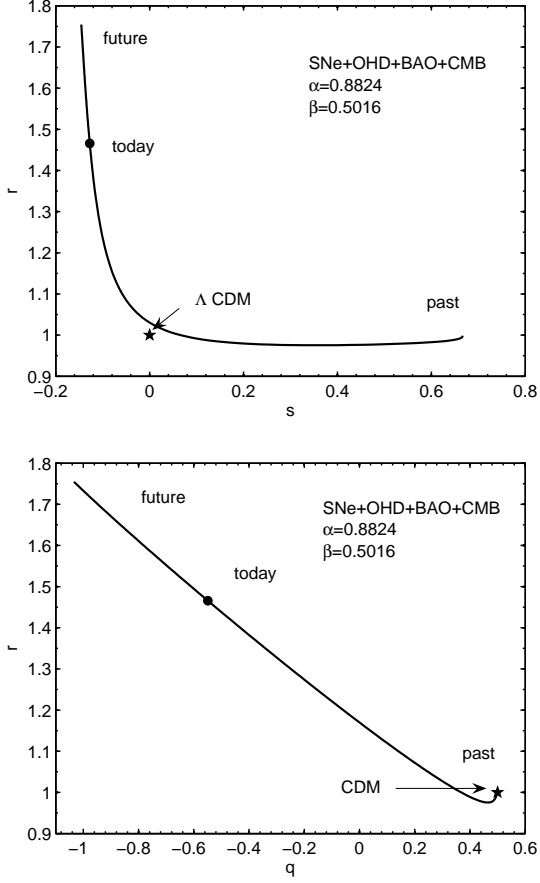 1.8
future
SNe+OHD+BAO+CMB
1.7
α=0.8824
β=0.5016
1.6
1.5
today
r
1.4
1.3
1.2
Λ CDM
past
1.1
1
0.9
−0.2 0 0.2 0.4 0.6 0.8
s
1.8
future
SNe+OHD+BAO+CMB
1.7
α=0.8824
β=0.5016
1.6
today
1.5
r
1.4
1.3
1.2
1.1
past
CDM
1
0.9
−1 −0.8 −0.6 −0.4 −0.2 0 0.2 0.4 0.6
q